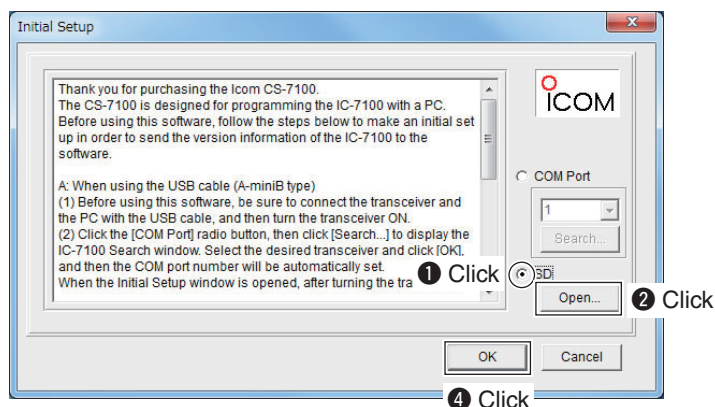 Initial Setup
Thank you for purchasing the Icom CS-7100.
The CS-7100 is designed for programming the IC-7100 with a PC.
Before using this software, follow the steps below to make an initial set
up in order to send the version information of the IC-7100 to the
software.
A: When using the USB cable (A-miniB type)
(1) Before using this software, be sure to connect the transceiver and
the PC with the USB cable, and then turn the transceiver ON.
(2) Click the [COM Port] radio button, then click [Search...] to display the
IC-7100 Search window. Select the desired transceiver and click [OK],
and then the COM port number will be automatically set.
When the Initial Setup window is opened, after turning the tra
ICOM
COM Port
1
Search...
❶ Click
SD
Open...
❷ Click
OK
Cancel
❹ Click